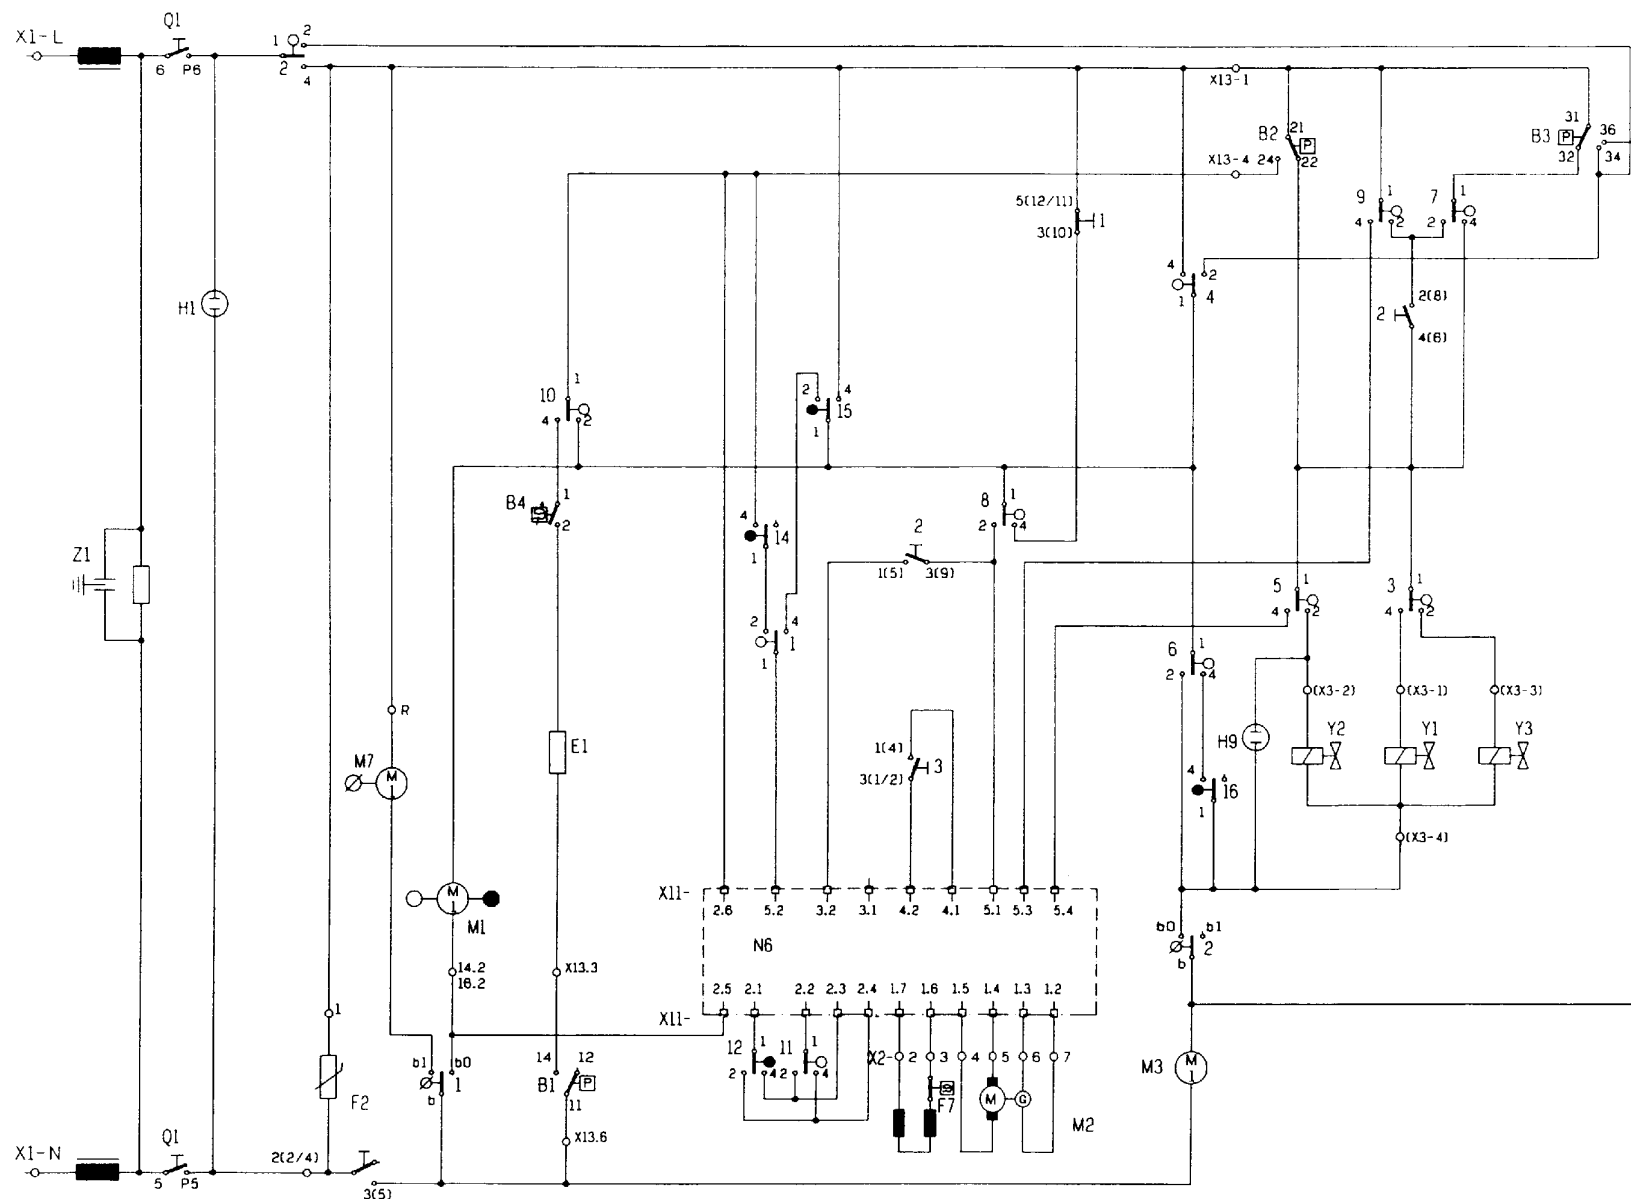 Q1
X1-L
1
2
2
4
6
P6
X13-1
31
36
B3
P
32
34
B2
21
P
X13-4
24
22
9
1
7
1
4
2
2
4
5(12/11)
1
3(10)
4
2
1
4
H1
2(8)
2
4(6)
10
1
4
2
2
4
15
1
B4
1
2
8
1
2
4
4
14
1
2
1(5)
3(9)
Z1
5
1
4
2
3
1
4
2
2
4
1
1
6
1
2
4
R
(X3-2)
(X3-1)
(X3-3)
E1
1(4)
3
3(1/2)
H9
Y2
Y1
Y3
M7
M
4
16
1
(X3-4)
M
M1
X11-
2.6
5.2
3.2
3.1
4.2
4.1
5.1
5.3
5.4
N6
b0
b1
2
b
14.2
16.2
X13.3
2.5
2.1
2.2
2.3
2.4
1.7
1.6
1.5
1.4
1.3
1.2
X11-
1
12
1
11
1
2
4
2
4
X2-
2
3
4
5
6
7
b1
b0
1
b
14
12
B1
P
11
F2
F7
M
G
M2
M3
M
X13.6
X1-N
Q1
5
P5
2(2/4)
3(5)